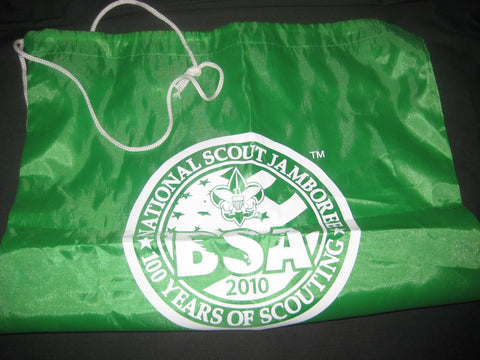 NATIONAL SCOUT JAMBOREE
TM
BSA
2010
100 YEARS OF SCOUTING